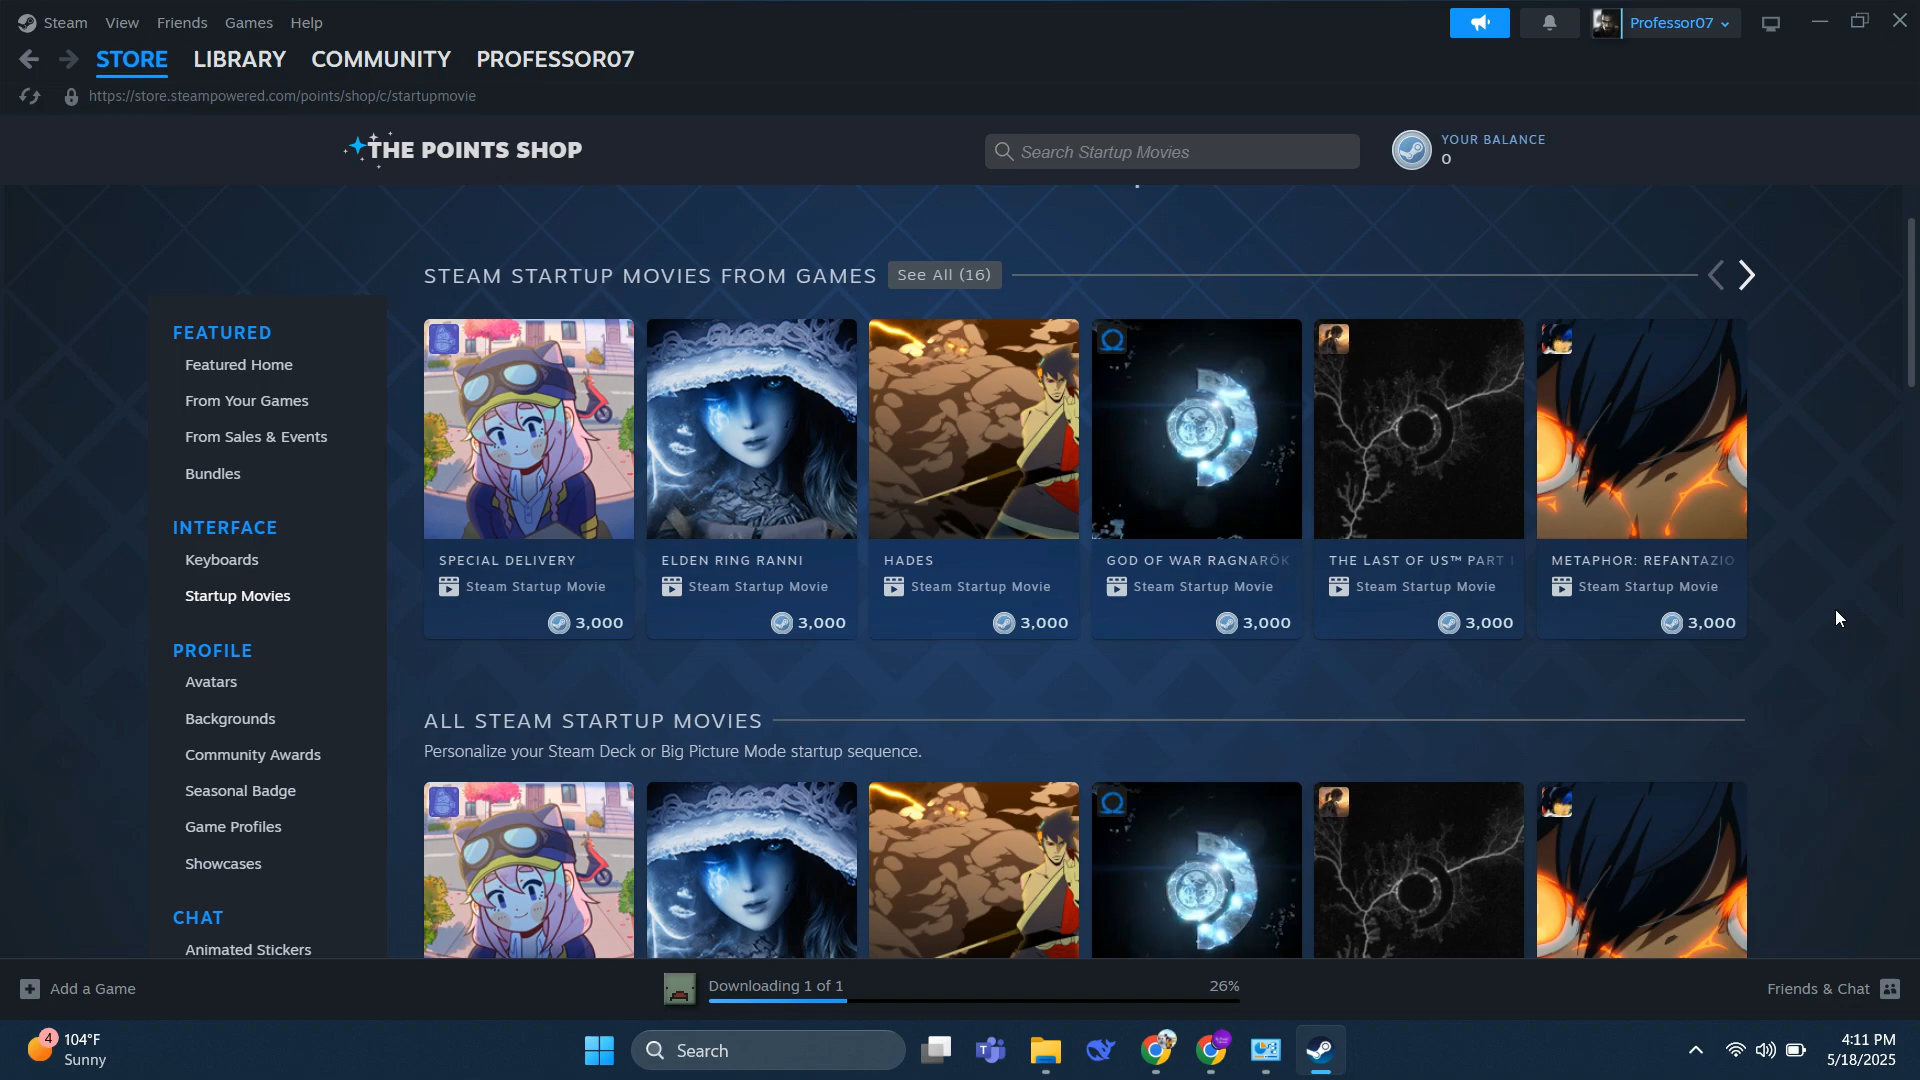 Steam View Friends Games Help
Professor07
STORE LIBRARY COMMUNITY PROFESSOR07
https://store.steampowered.com/points/shop/c/startupmovie
THE POINTS SHOP
Search Startup Movies
YOUR BALANCE
0
STEAM STARTUP MOVIES FROM GAMES See All (16)
FEATURED
Featured Home
From Your Games
From Sales & Events
Bundles
INTERFACE
Keyboards
Startup Movies
PROFILE
Avatars
Backgrounds
Community Awards
Seasonal Badge
Game Profiles
Showcases
CHAT
Animated Stickers
SPECIAL DELIVERY
Steam Startup Movie
3,000
ELDEN RING RANNI
Steam Startup Movie
3,000
HADES
Steam Startup Movie
3,000
GOD OF WAR RAGNARÖK
Steam Startup Movie
3,000
THE LAST OF US™ PART I
Steam Startup Movie
3,000
METAPHOR: REFANTAZIO
Steam Startup Movie
3,000
ALL STEAM STARTUP MOVIES
Personalize your Steam Deck or Big Picture Mode startup sequence.
Add a Game
Downloading 1 of 1 26%
Friends & Chat
4
104°F
Sunny
Search
4:11 PM
5/18/2025